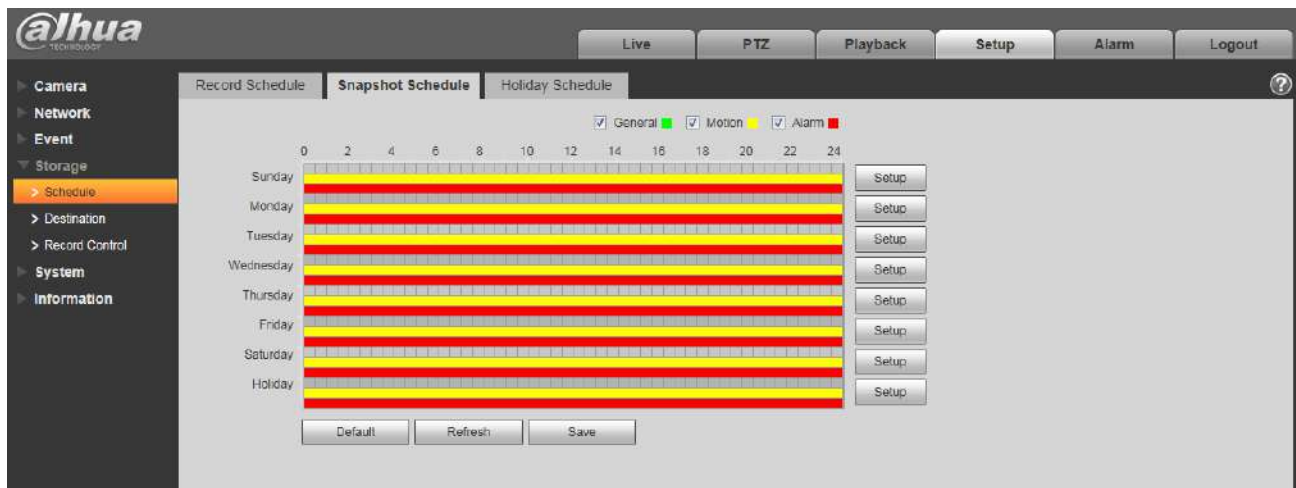 alhua
TECHNOLOGY
Live PTZ Playback Setup Alarm Logout
Camera
Network
Event
Storage
> Schedule
> Destination
> Record Control
System
Information
Record Schedule Snapshot Schedule Holiday Schedule ?
General Motion Alarm
0 2 4 6 8 10 12 14 16 18 20 22 24
Sunday Setup
Monday Setup
Tuesday Setup
Wednesday Setup
Thursday Setup
Friday Setup
Saturday Setup
Holiday Setup
Default Refresh Save